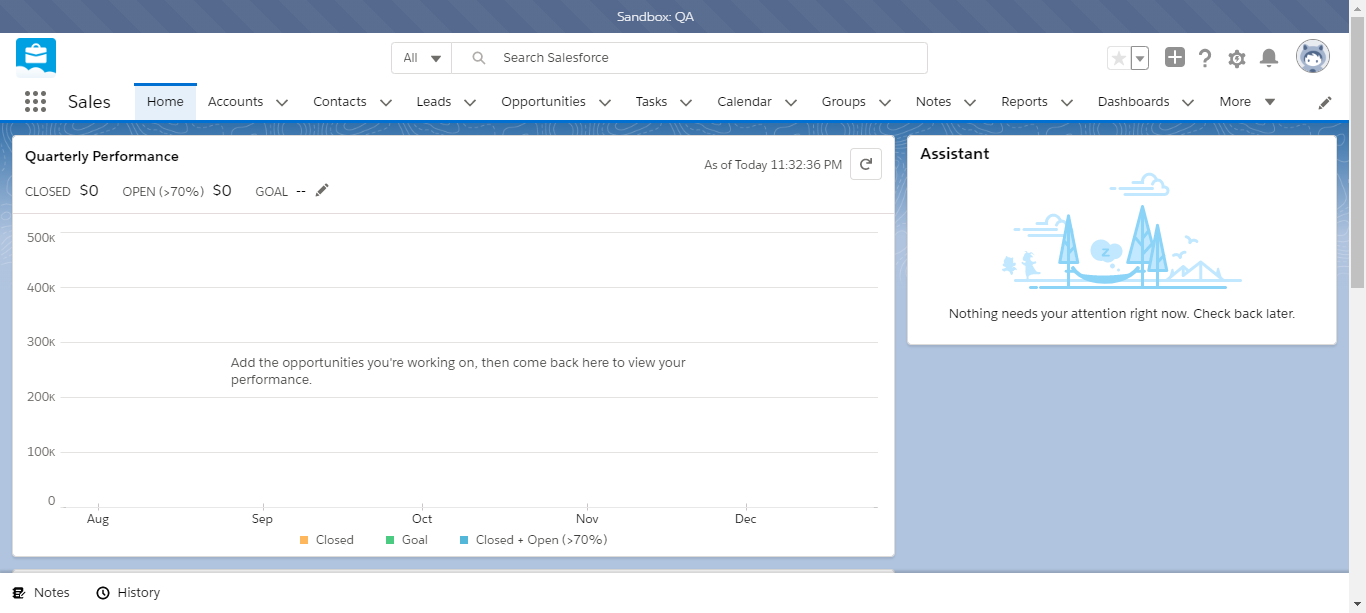 Sandbox: QA
All Search Salesforce
Sales Home Accounts Contacts Leads Opportunities Tasks Calendar Groups Notes Reports Dashboards More
Quarterly Performance
As of Today 11:32:36 PM
CLOSED $0 OPEN (>70%) $0 GOAL --
500K
400K
300K
200K
100K
0
Add the opportunities you're working on, then come back here to view your
performance.
Aug Sep Oct Nov Dec
Closed Goal Closed + Open (>70%)
Assistant
z
Nothing needs your attention right now. Check back later.
Notes History